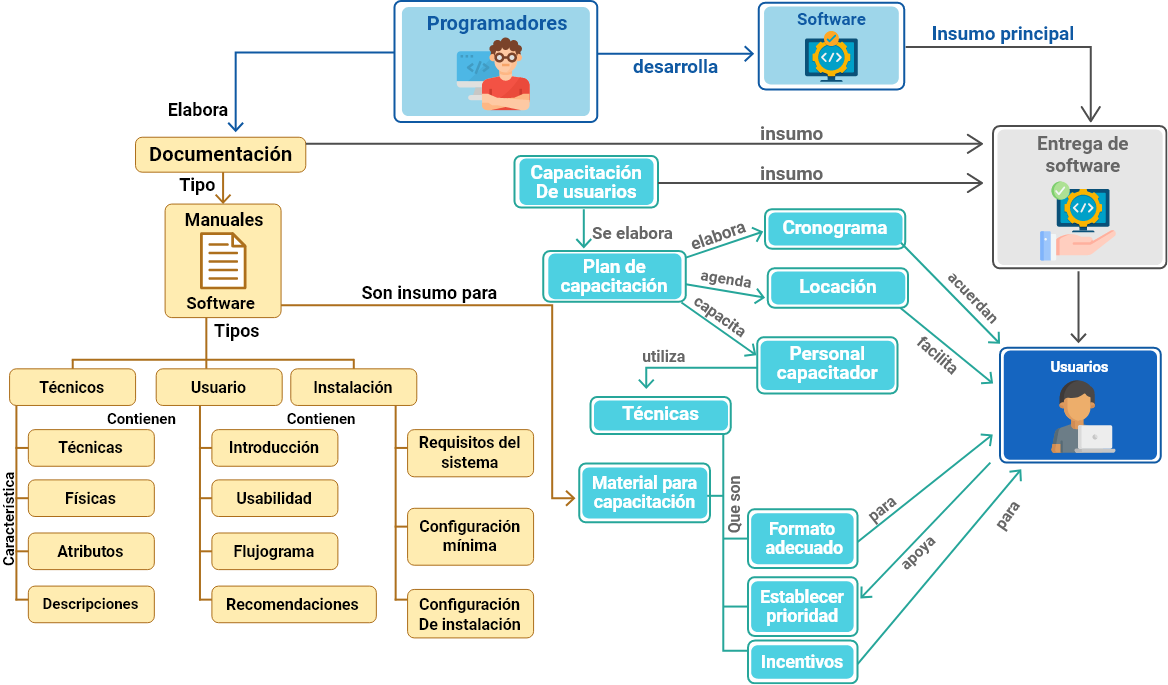 Programadores
Software
Insumo principal
desarrolla
Elabora
Documentación
insumo
Entrega de
software
Capacitación
De usuarios
insumo
Tipo
Manuales
Software
Se elabora
elabora
Cronograma
Plan de
capacitación
agenda
Locación
acuerdan
Son insumo para
capacita
facilita
Tipos
utiliza
Personal
capacitador
Usuarios
Técnicos
Usuario
Instalación
Técnicas
Contienen
Contienen
Característica
Técnicas
Introducción
Requisitos del
sistema
Físicas
Usabilidad
Material para
capacitación
Que son
Atributos
Flujograma
Configuración
mínima
Formato
adecuado
para
apoya
para
Descripciones
Recomendaciones
Configuración
De instalación
Establecer
prioridad
Incentivos